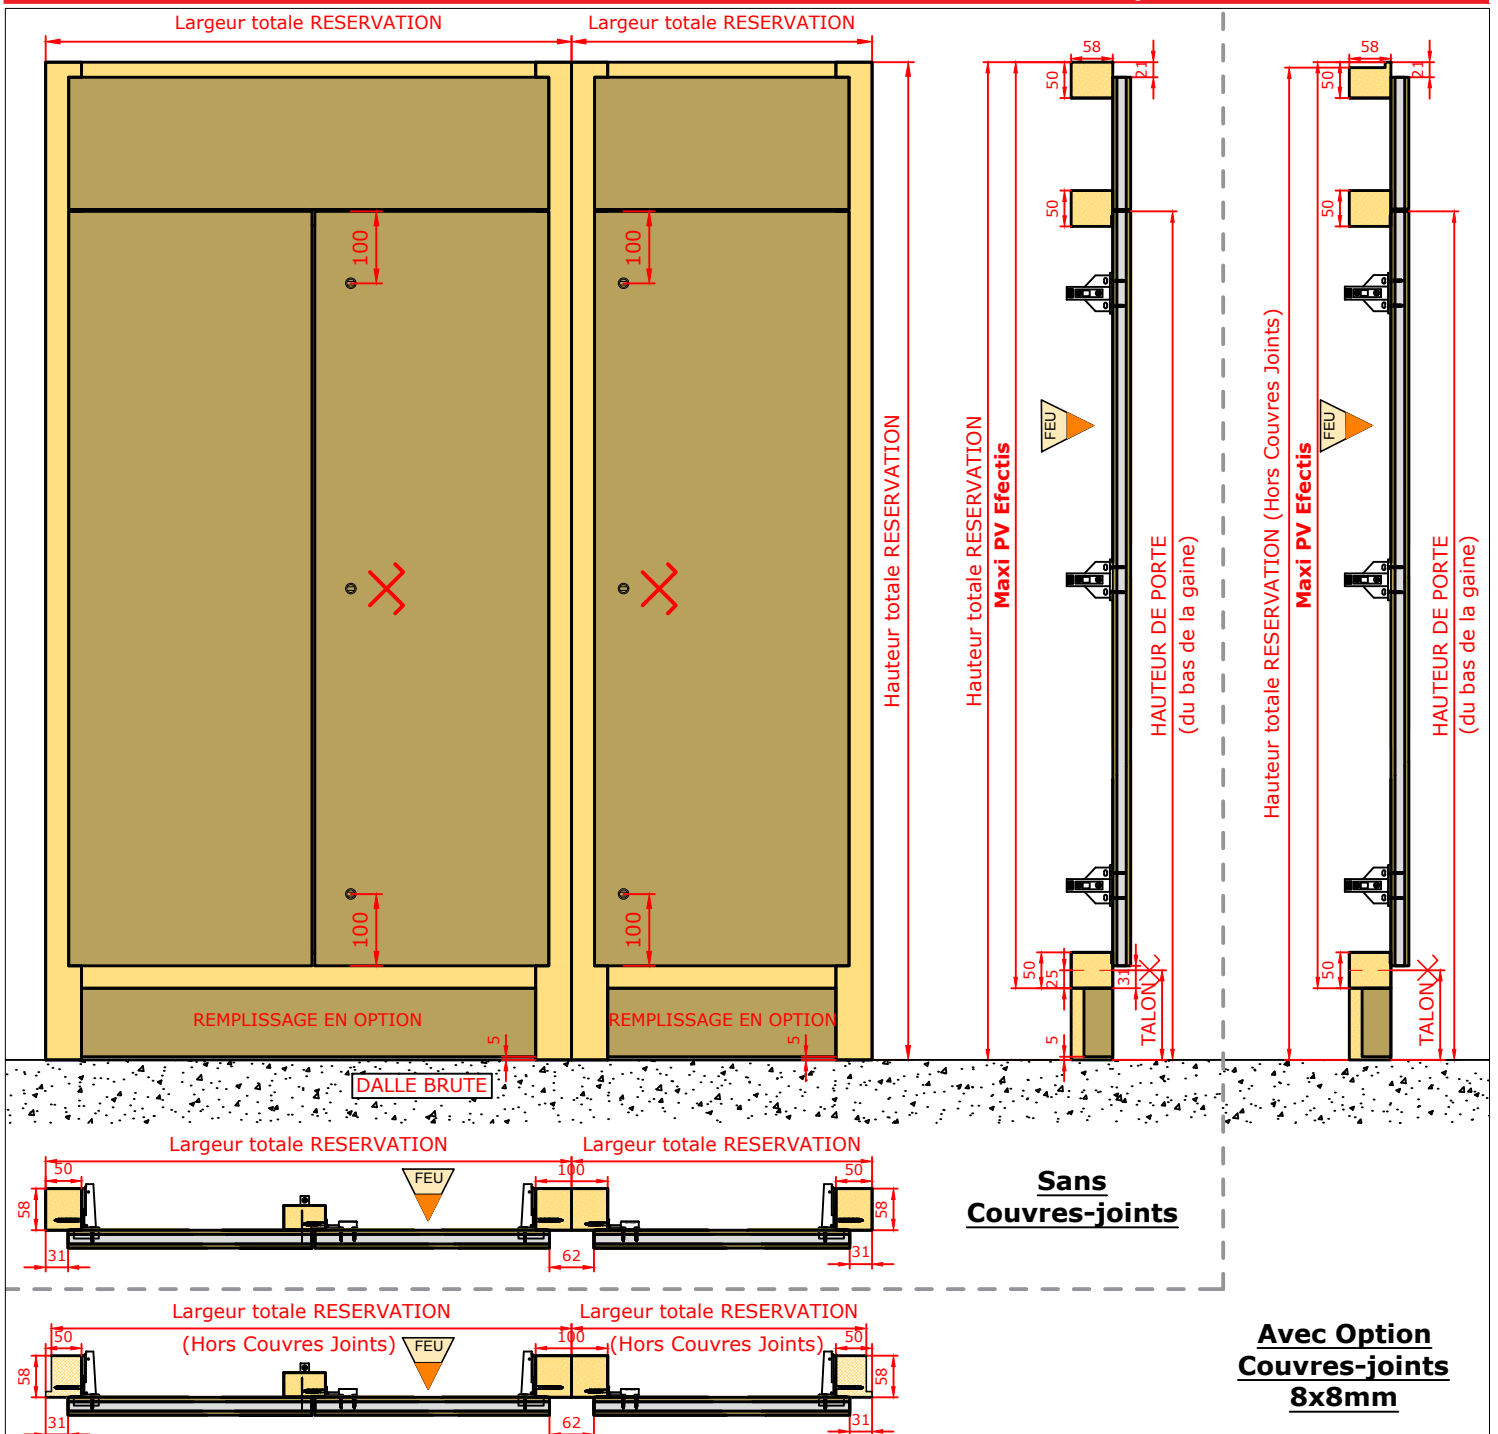 Largeur totale RESERVATION
Largeur totale RESERVATION
58
50
21
50
58
50
21
50
100
100
100
100
Hauteur totale RESERVATION
Hauteur totale RESERVATION
Maxi PV Efectis
FEU
HAUTEUR DE PORTE
(du bas de la gaine)
Hauteur totale RESERVATION (Hors Couvres Joints)
Maxi PV Efectis
FEU
HAUTEUR DE PORTE
(du bas de la gaine)
50
25
31
TALON
5
50
TALON
REMPLISSAGE EN OPTION
5
REMPLISSAGE EN OPTION
5
DALLE BRUTE
Largeur totale RESERVATION
Largeur totale RESERVATION
50
FEU
100
50
58
58
31
62
31
Sans
Couvres-joints
Largeur totale RESERVATION
Largeur totale RESERVATION
50
(Hors Couvres Joints)
FEU
100
(Hors Couvres Joints)
50
58
58
31
62
31
Avec Option
Couvres-joints
8x8mm